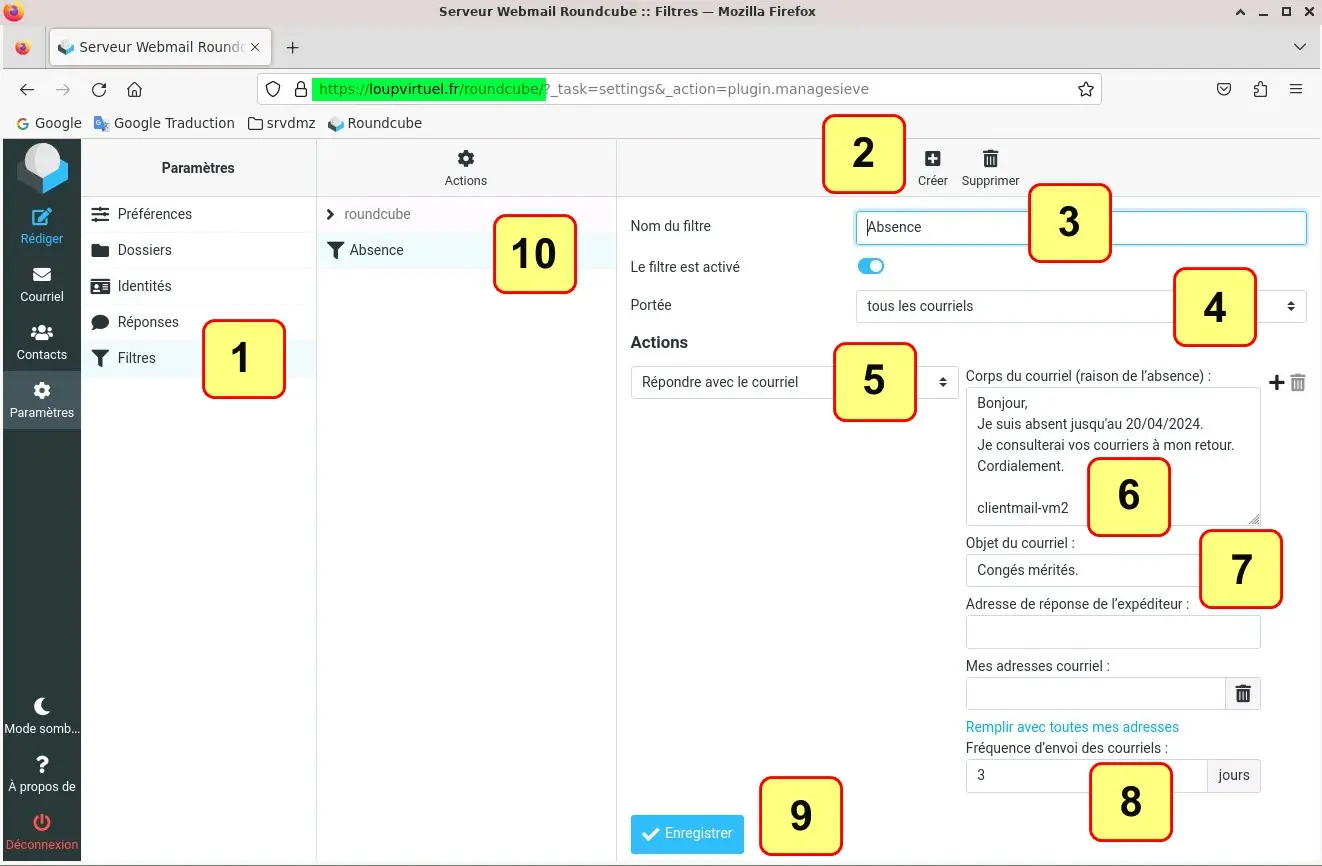 Serveur Webmail Roundcube :: Filtres — Mozilla Firefox
Serveur Webmail Roundc
https://loupvirtuel.fr/roundcube/?_task=settings&_action=plugin.managesieve
Google
Google Traduction
srvdmz
Roundcube
Rédiger
Courriel
Contacts
Paramètres
Mode somb...
À propos de
Déconnexion
Paramètres
Préférences
Dossiers
Identités
Réponses
Filtres
1
Actions
roundcube
Absence
10
2
Créer
Supprimer
Nom du filtre
Absence
3
Le filtre est activé
Portée
tous les courriels
4
Actions
Répondre avec le courriel
5
Corps du courriel (raison de l’absence) :
Bonjour,
Je suis absent jusqu'au 20/04/2024.
Je consulterai vos courriers à mon retour.
Cordialement.
clientmail-vm2
6
Objet du courriel :
Congés mérités.
7
Adresse de réponse de l’expéditeur :
Mes adresses courriel :
Remplir avec toutes mes adresses
Fréquence d’envoi des courriels :
3
jours
8
Enregistrer
9